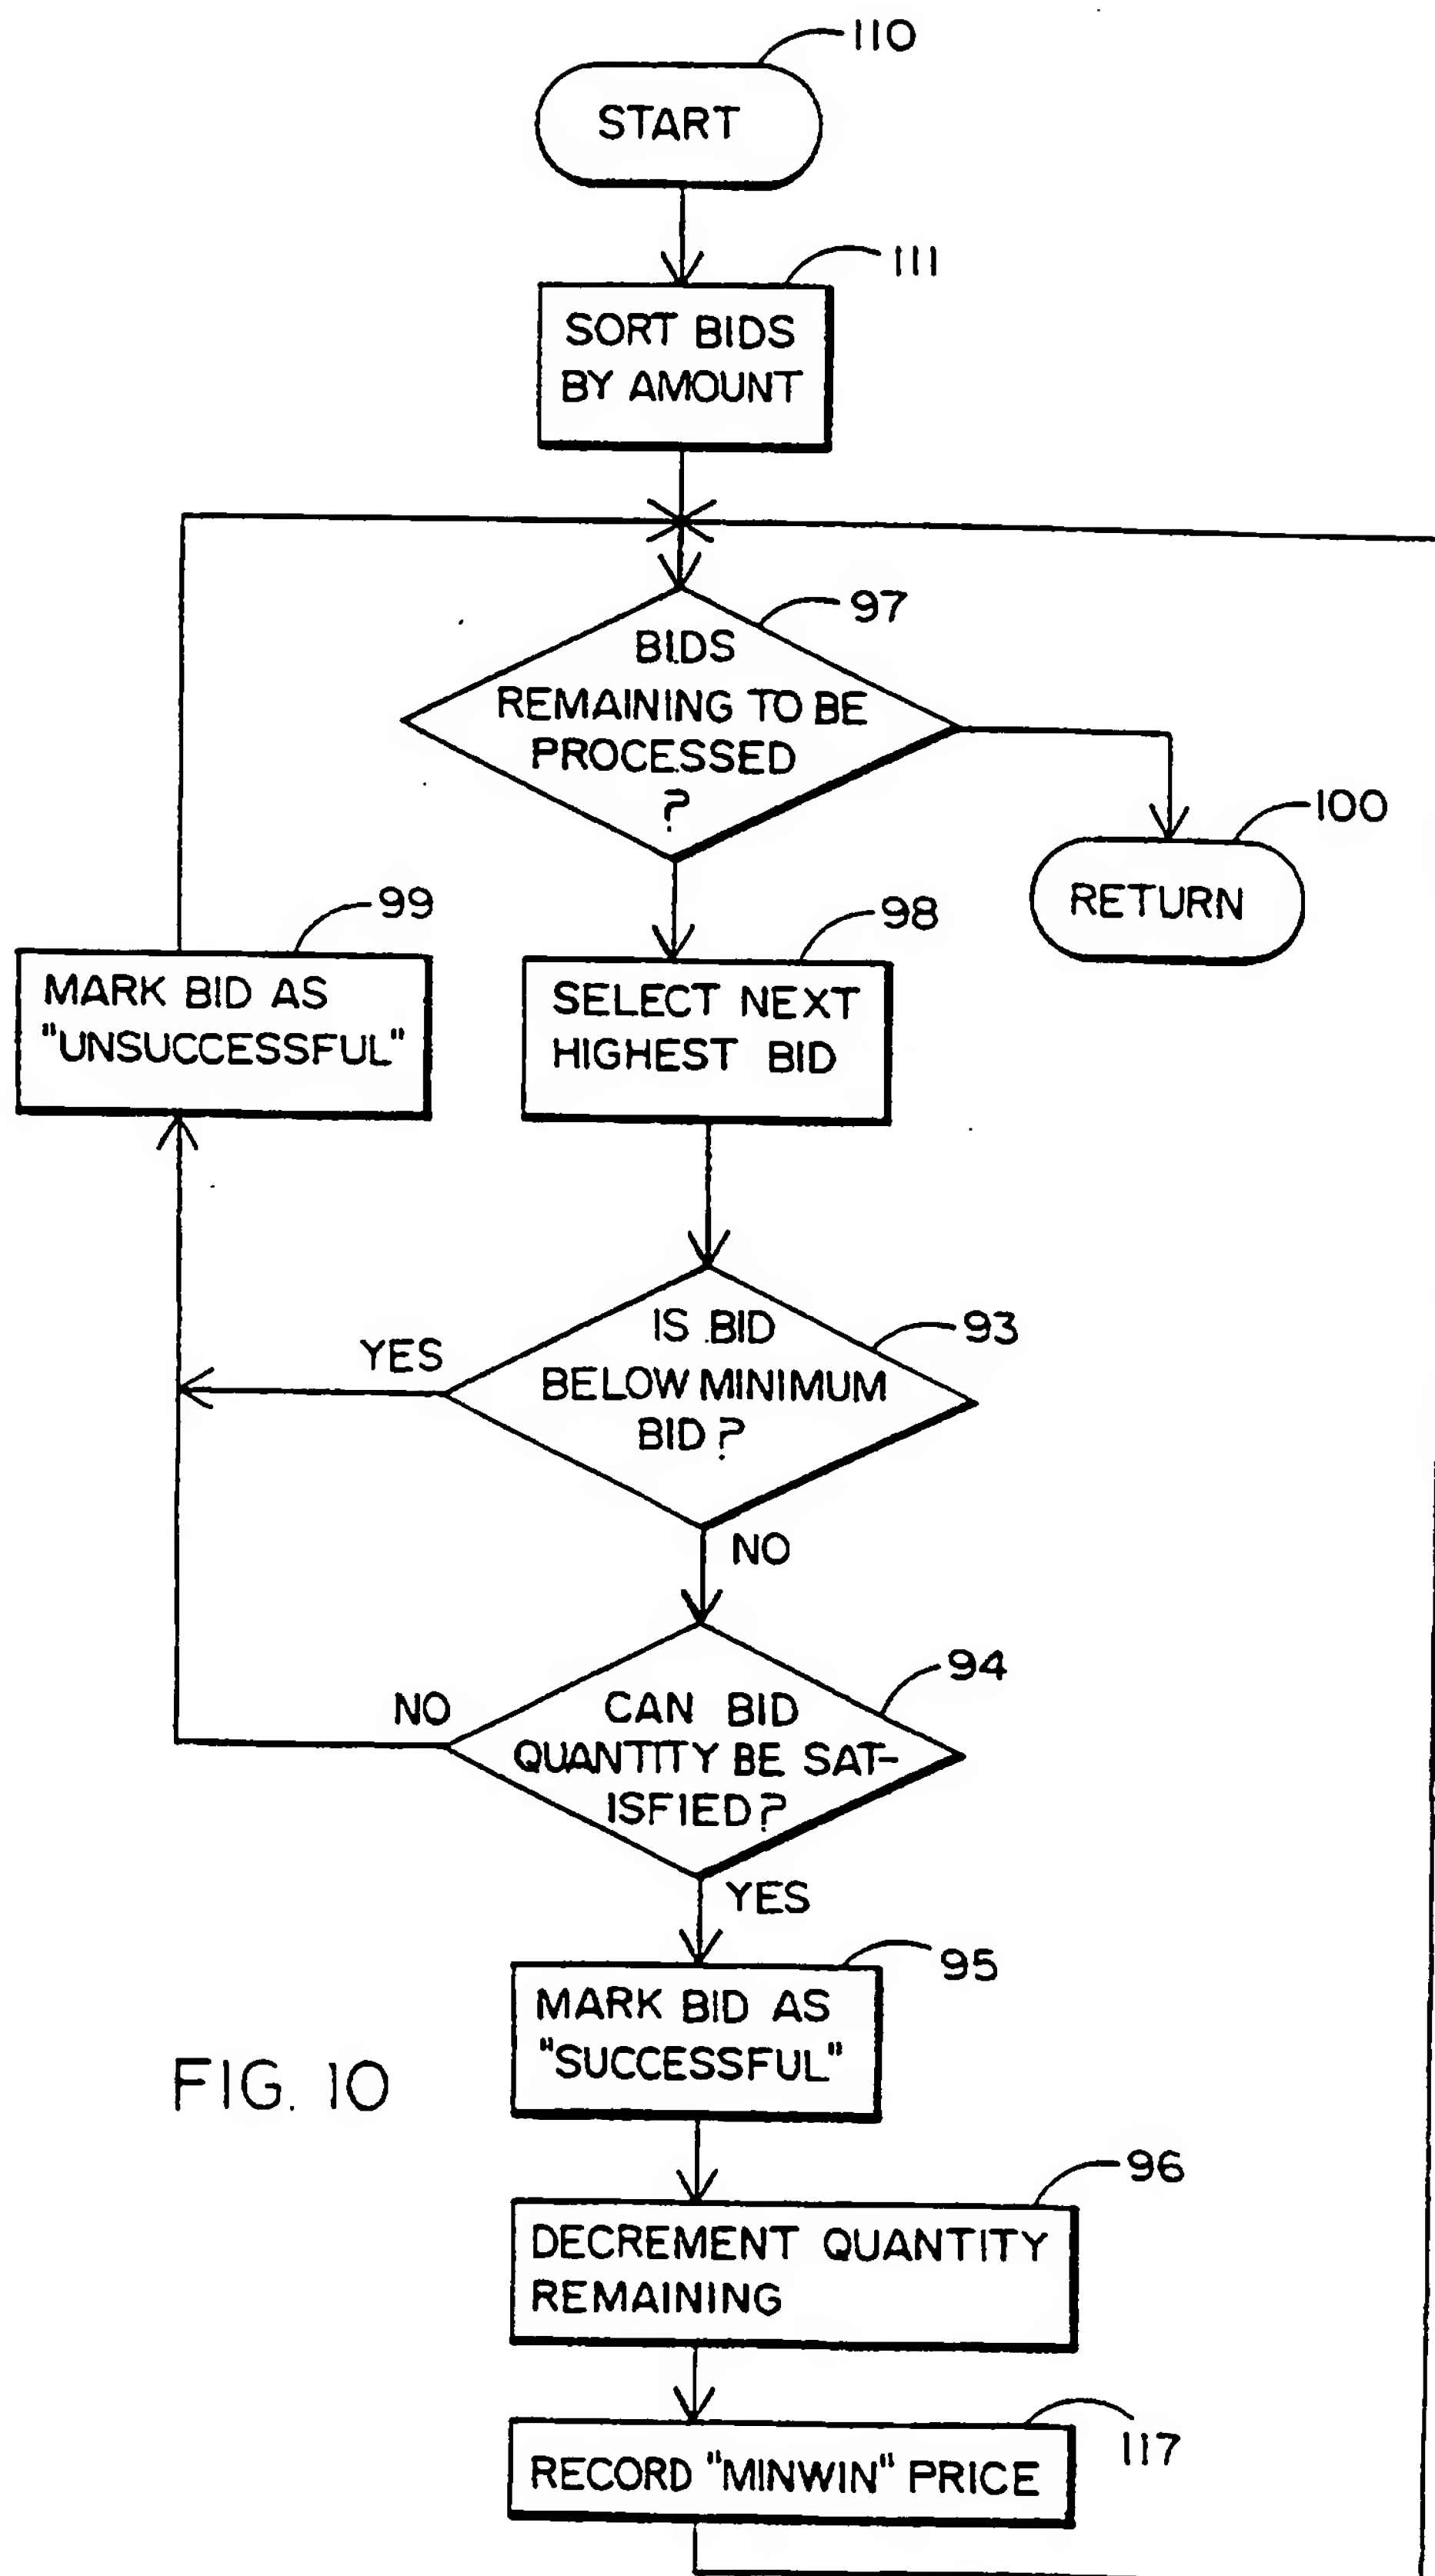 110
START
111
SORT BIDS
BY AMOUNT
97
BIDS
REMAINING TO BE
PROCESSED
?
100
RETURN
99
MARK BID AS
"UNSUCCESSFUL"
98
SELECT NEXT
HIGHEST BID
93
IS BID
BELOW MINIMUM
BID?
YES
NO
94
CAN BID
QUANTITY BE SAT-
ISFIED?
NO
YES
95
MARK BID AS
"SUCCESSFUL"
FIG. 10
96
DECREMENT QUANTITY
REMAINING
117
RECORD "MINWIN" PRICE